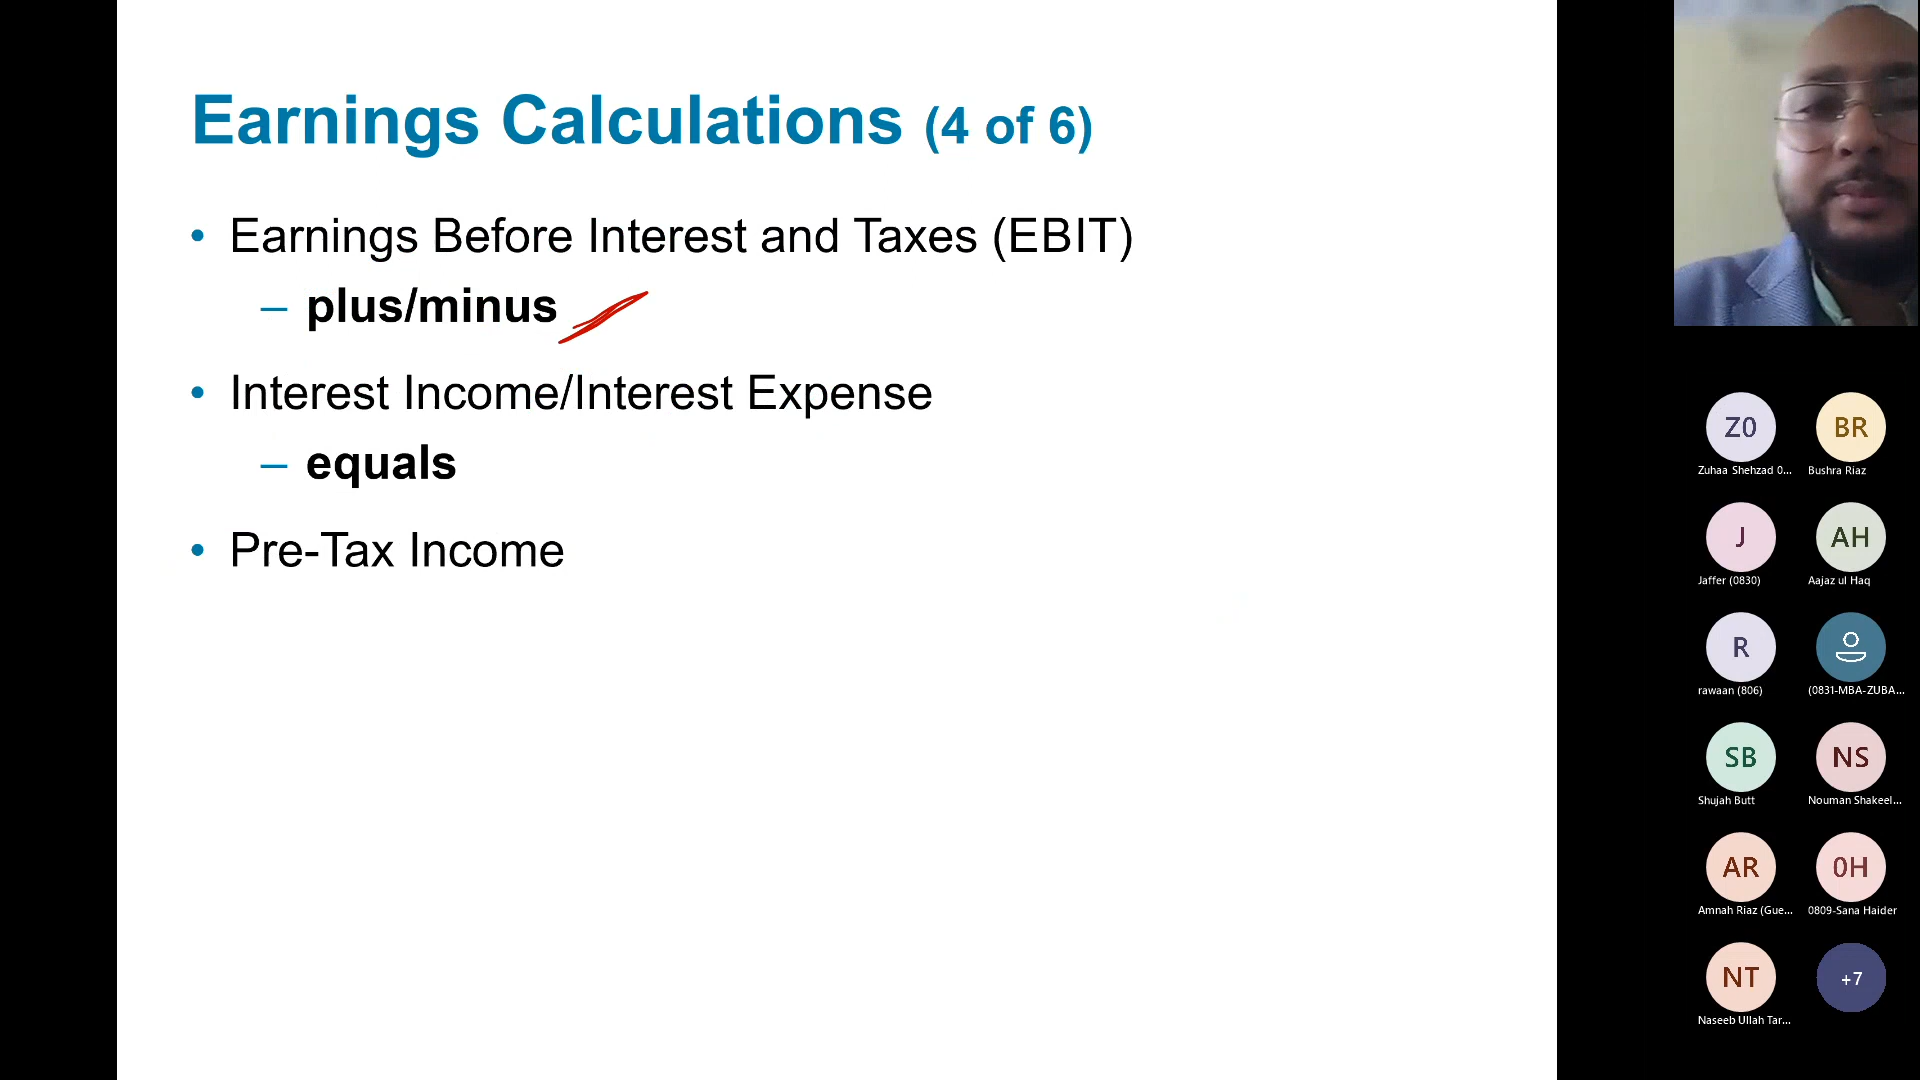 Earnings Calculations (4 of 6)
• Earnings Before Interest and Taxes (EBIT)
– plus/minus
• Interest Income/Interest Expense
– equals
• Pre-Tax Income
Z0
BR
Zuhaa Shehzad 0...
Bushra Riaz
J
AH
Jaffer (0830)
Aajaz ul Haq
R
rawaan (806)
(0831-MBA-ZUBA...
SB
NS
Shujah Butt
Nouman Shakeel...
AR
0H
Amnah Riaz (Gue...
0809-Sana Haider
NT
+7
Naseeb Ullah Tar...